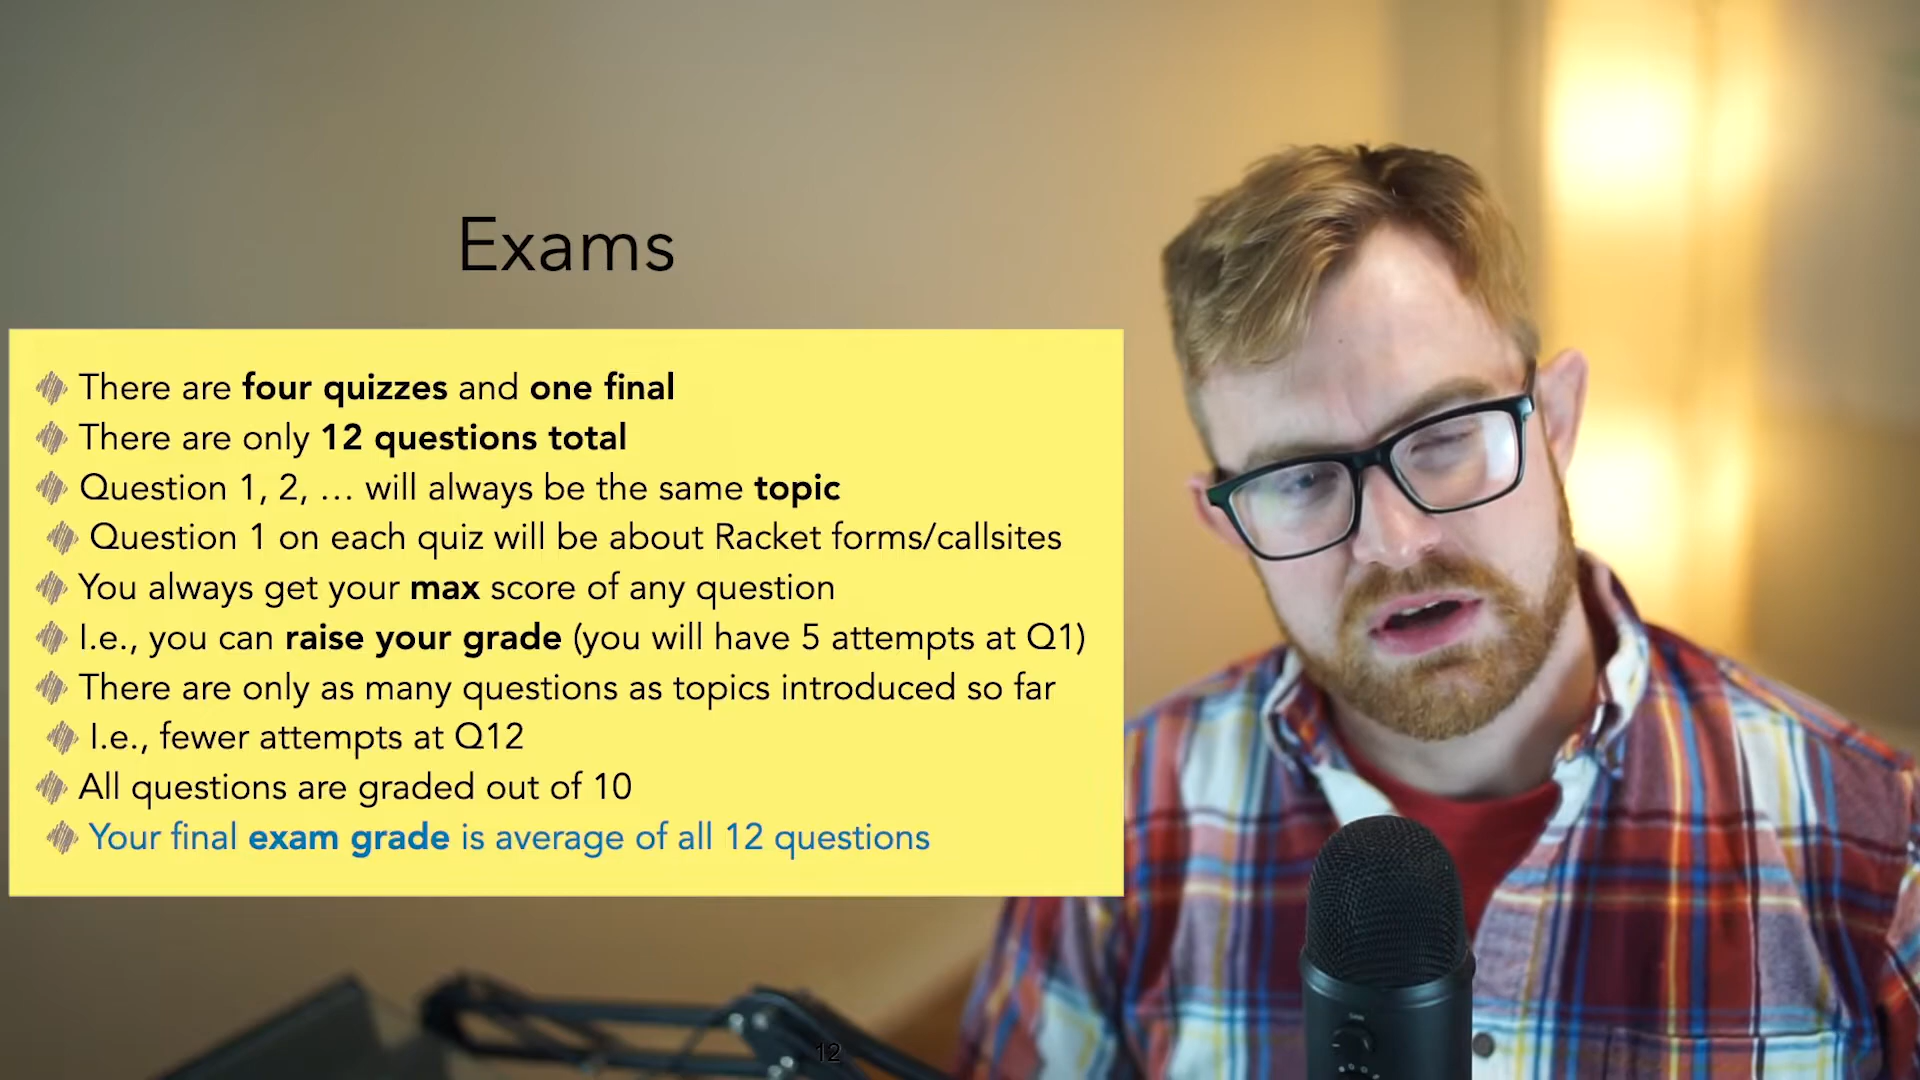 Exams
There are four quizzes and one final
There are only 12 questions total
Question 1, 2, … will always be the same topic
Question 1 on each quiz will be about Racket forms/callsites
You always get your max score of any question
I.e., you can raise your grade (you will have 5 attempts at Q1)
There are only as many questions as topics introduced so far
I.e., fewer attempts at Q12
All questions are graded out of 10
Your final exam grade is average of all 12 questions
12